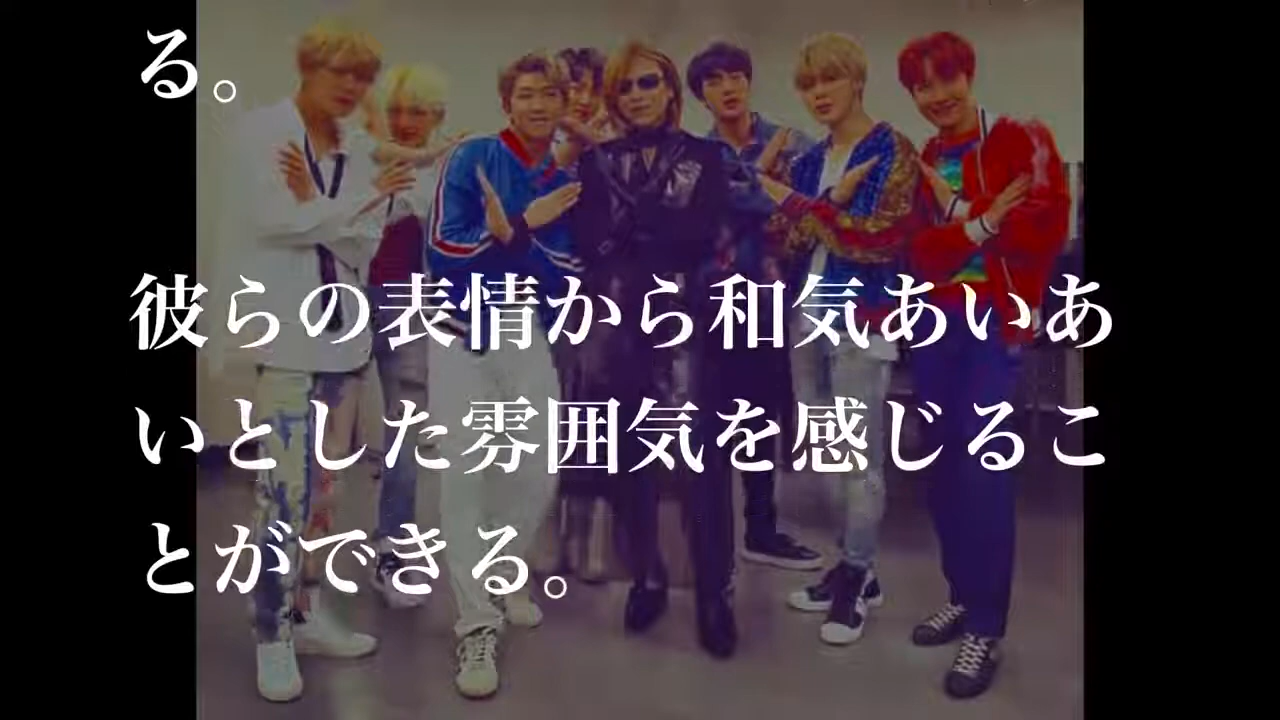 る。
彼らの表情から和気あいあ
いとした雰囲気を感じるこ
とができる。